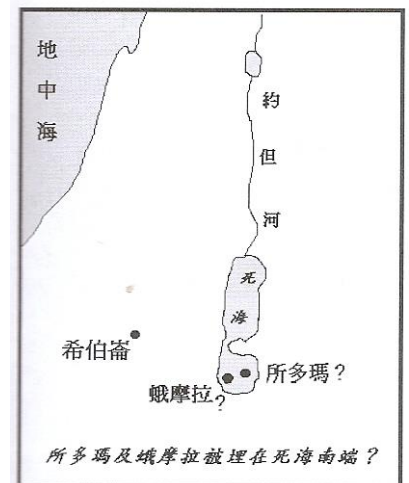 地中海
約但河
死海
希伯崙
所多瑪？
蛾摩拉？
所多瑪及蛾摩拉被埋在死海南端？